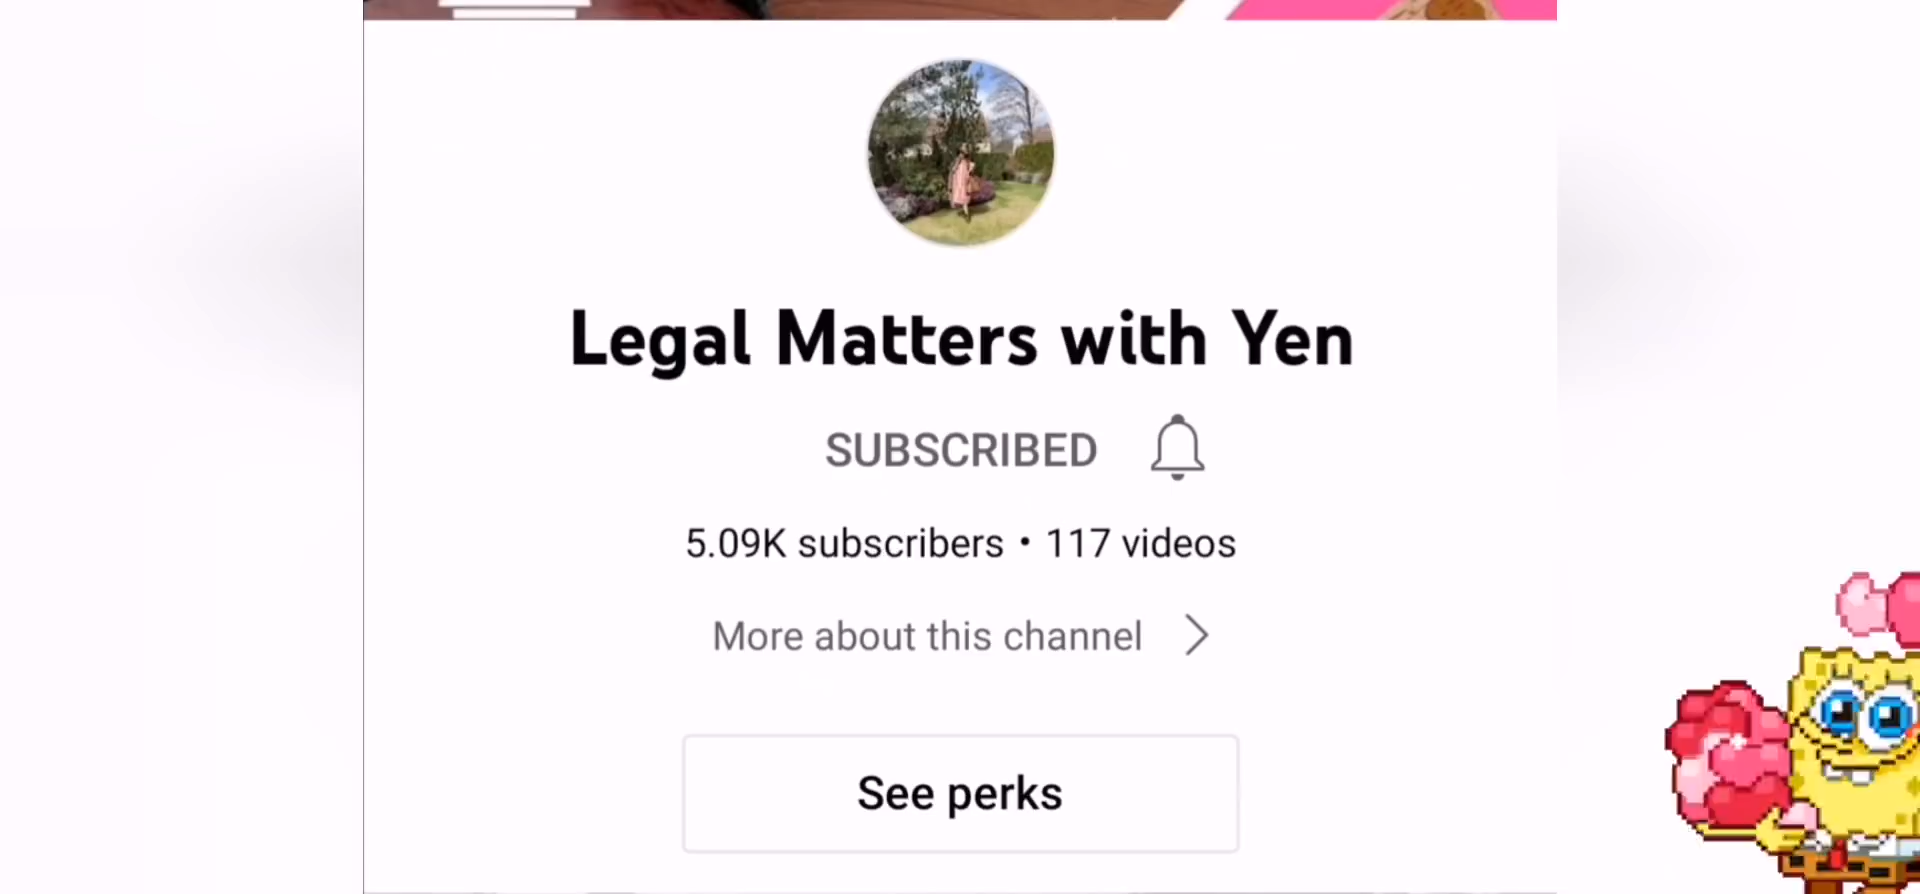 Legal Matters with Yen
SUBSCRIBED
5.09K subscribers • 117 videos
More about this channel
See perks